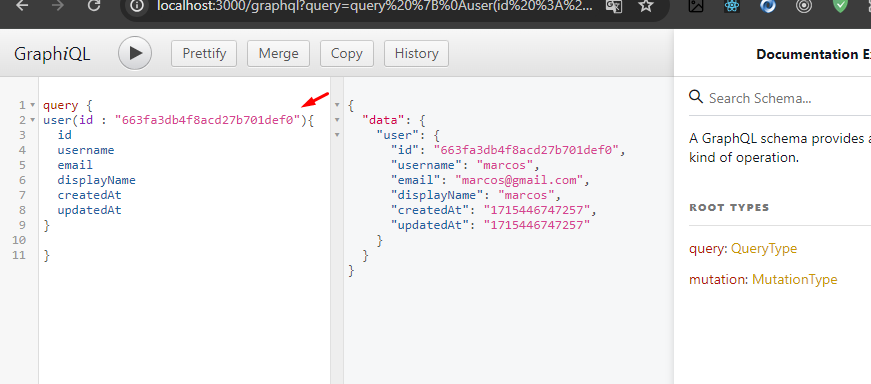 localhost:3000/graphql?query=query%20%7B%0Auser(id%20%3A%2...
GraphiQL
Prettify
Merge
Copy
History
Documentation
1 query {
2 user(id : "663fa3db4f8acd27b701def0"){
3 id
4 username
5 email
6 displayName
7 createdAt
8 updatedAt
9 }
10
11 }
{
"data": {
"user": {
"id": "663fa3db4f8acd27b701def0",
"username": "marcos",
"email": "marcos@gmail.com",
"displayName": "marcos",
"createdAt": "1715446747257",
"updatedAt": "1715446747257"
}
}
}
Search Schema...
A GraphQL schema provides a
kind of operation.
ROOT TYPES
query: QueryType
mutation: MutationType